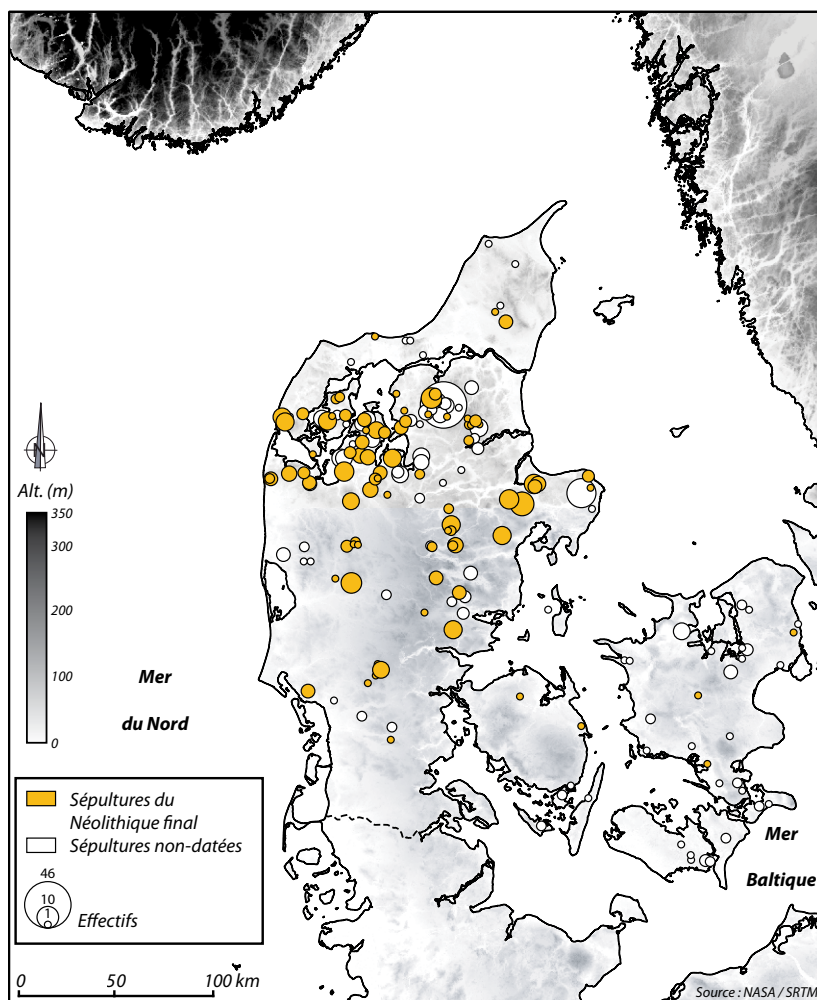 N
Alt. (m)
350
300
200
100
0
Mer
du Nord
Sépultures du
Néolithique final
Sépultures non-datées
46
10
1
Effectifs
Mer
Baltique
0 50 100 km
Source : NASA / SRTM